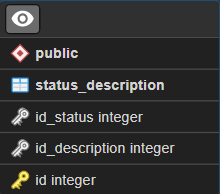 public
status_description
id_status integer
id_description integer
id integer